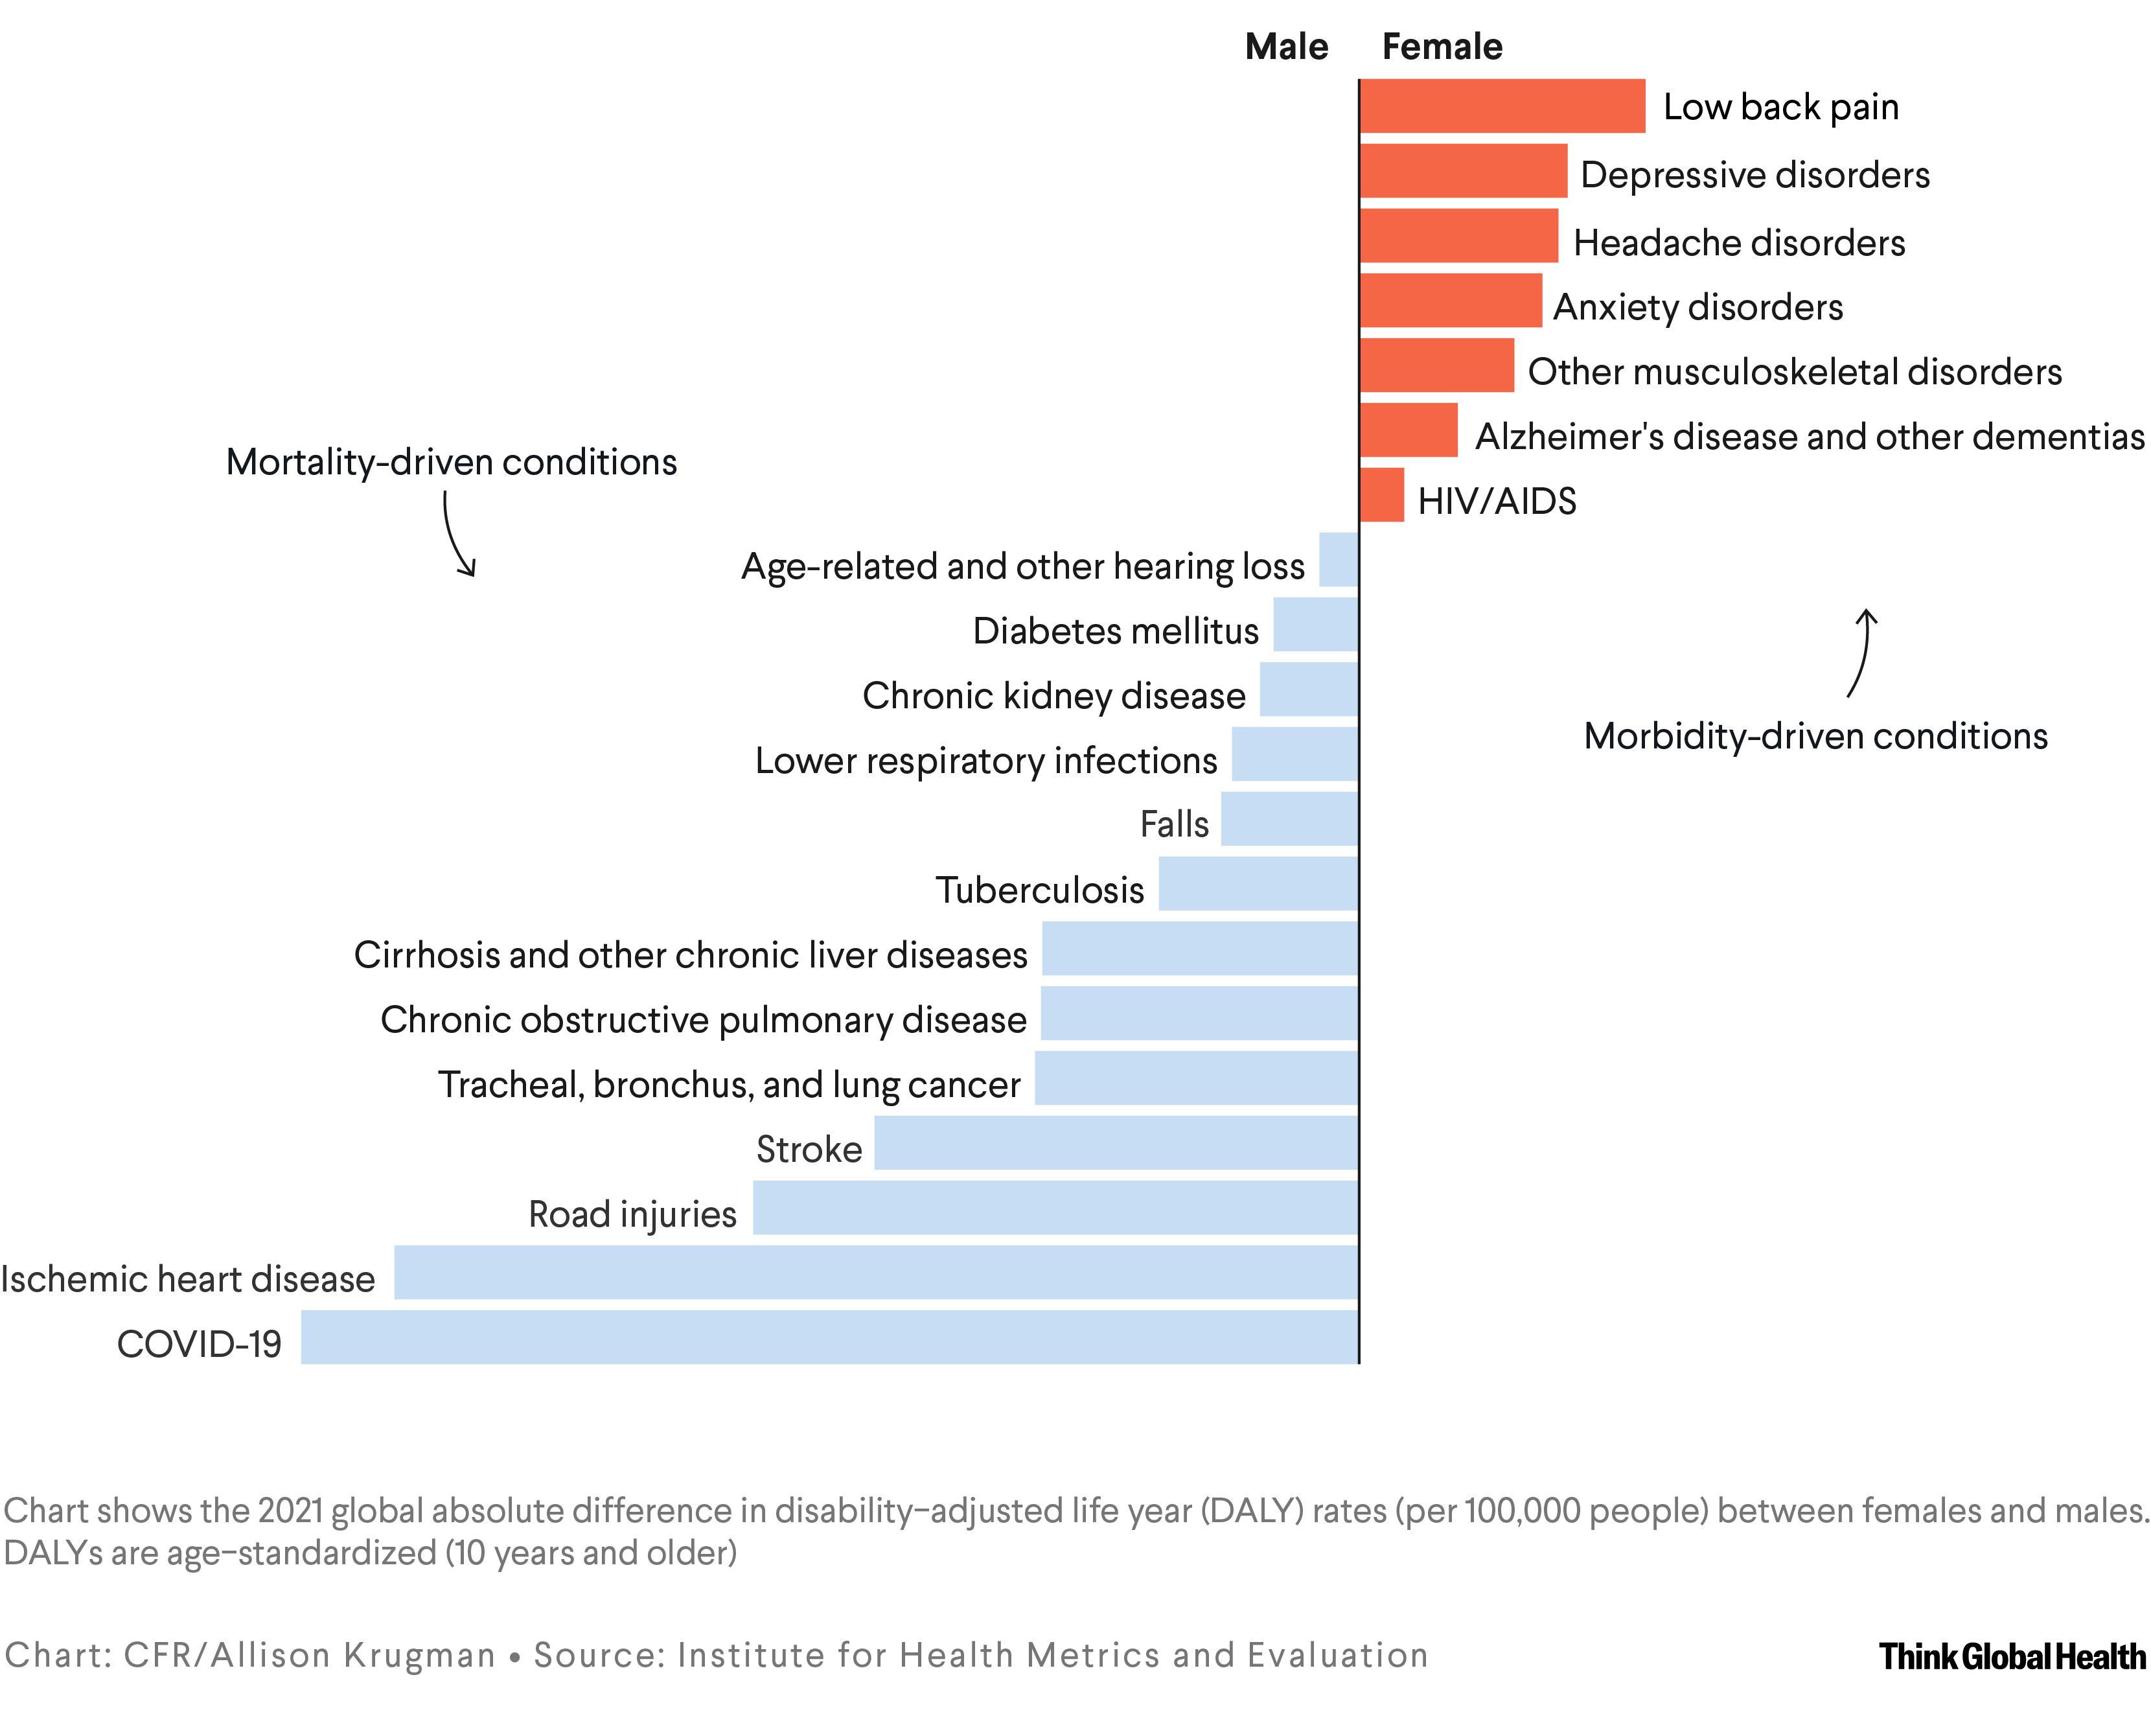 Male
Female
Low back pain
Depressive disorders
Headache disorders
Anxiety disorders
Other musculoskeletal disorders
Alzheimer's disease and other dementias
Mortality-driven conditions
HIV/AIDS
Age-related and other hearing loss
Diabetes mellitus
Chronic kidney disease
Morbidity-driven conditions
Lower respiratory infections
Falls
Tuberculosis
Cirrhosis and other chronic liver diseases
Chronic obstructive pulmonary disease
Tracheal, bronchus, and lung cancer
Stroke
Road injuries
Ischemic heart disease
COVID-19
Chart shows the 2021 global absolute difference in disability-adjusted life year (DALY) rates (per 100,000 people) between females and males.
DALYs are age-standardized (10 years and older)
Chart: CFR/Allison Krugman • Source: Institute for Health Metrics and Evaluation
Think Global Health